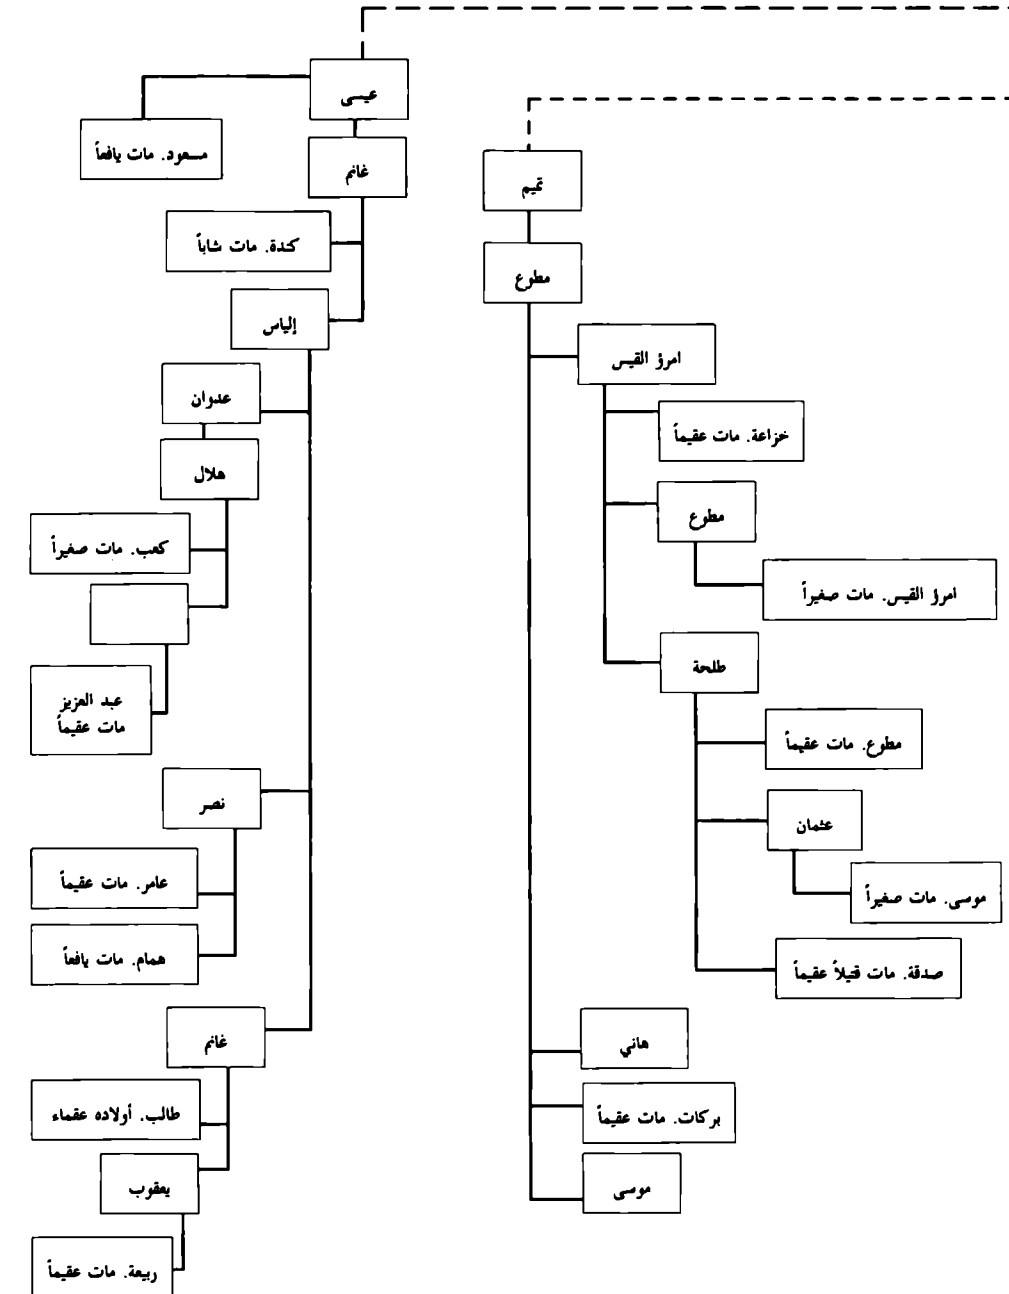 عيسى
مسعود. مات يافعاً
غانم
كندة. مات شاباً
إلياس
عدوان
هلال
كعب. مات صغيراً
عبد العزيز
مات عقيماً
نصر
عامر. مات عقيماً
همام. مات يافعاً
غانم
طالب. أولاده عقماء
يعقوب
ربيعة. مات عقيماً
تميم
مطوع
امرؤ القيس
خزاعة. مات عقيماً
مطوع
امرؤ القيس. مات صغيراً
طلحة
مطوع. مات عقيماً
عثمان
موسى. مات صغيراً
صدقة. مات قتيلاً عقيماً
هاني
بركات. مات عقيماً
موسى